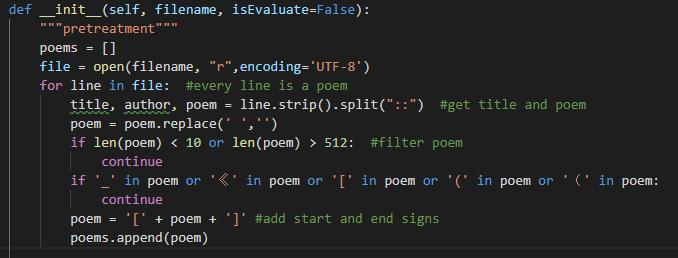 def __init__(self, filename, isEvaluate=False):
    """pretreatment"""
    poems = []
    file = open(filename, "r",encoding='UTF-8')
    for line in file:  #every line is a poem
        title, author, poem = line.strip().split("::")  #get title and poem
        poem = poem.replace(' ','')
        if len(poem) < 10 or len(poem) > 512:  #filter poem
            continue
        if '_' in poem or '《' in poem or '[' in poem or '(' in poem or '（' in poem:
            continue
        poem = '[' + poem + ']' #add start and end signs
        poems.append(poem)